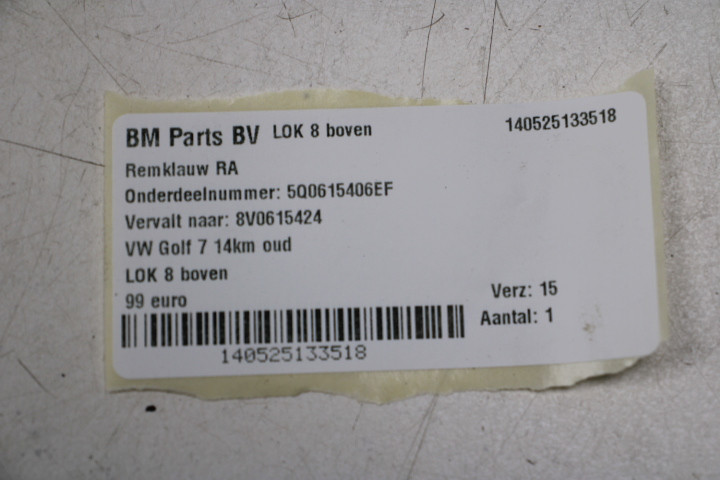 BM Parts BV LOK 8 boven 140525133518
Remklauw RA
Onderdeelnummer: 5Q0615406EF
Vervalt naar: 8V0615424
VW Golf 7 14km oud
LOK 8 boven
99 euro
Verz: 15
Aantal: 1
140525133518